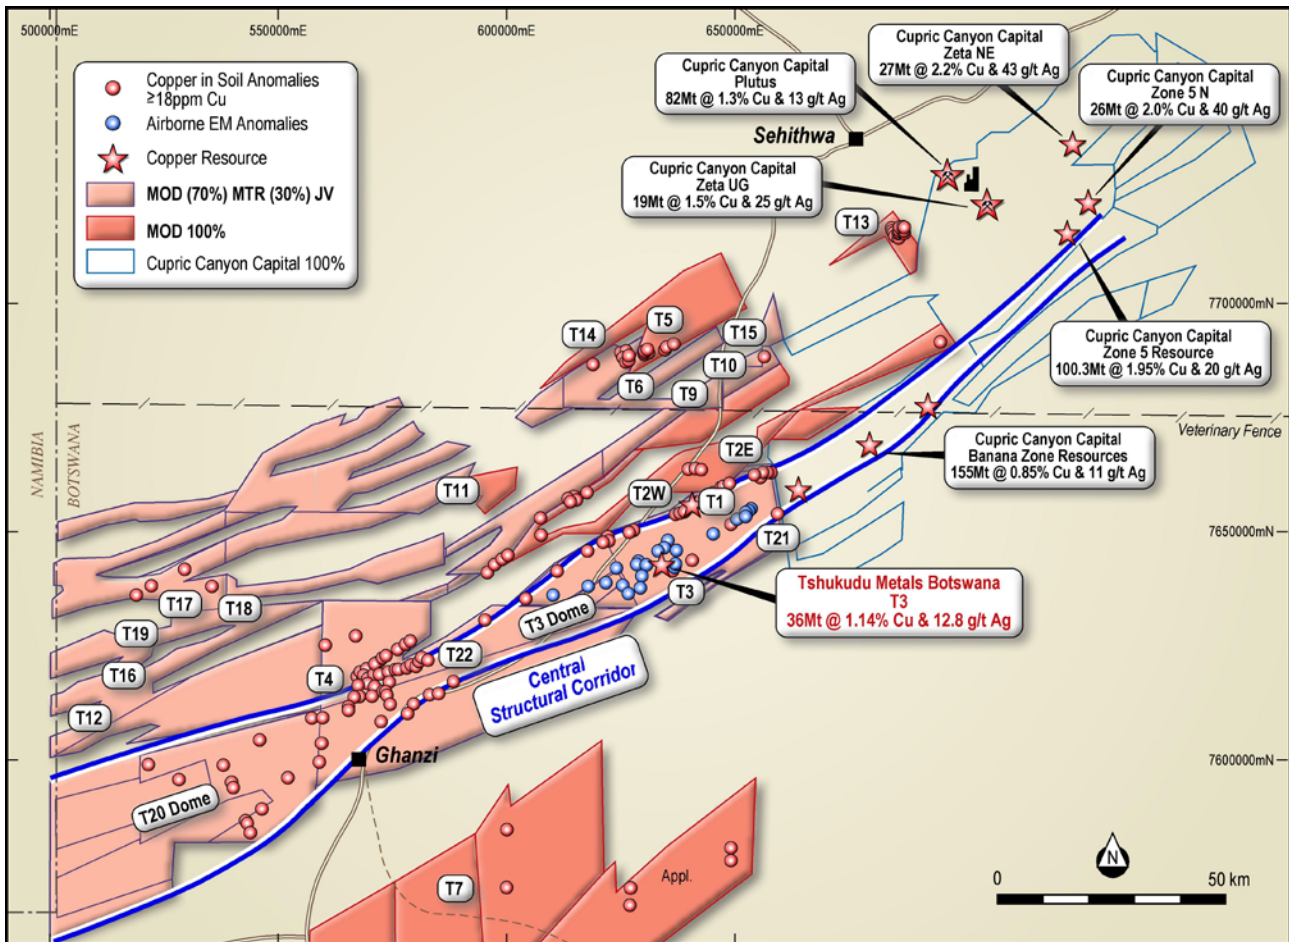 500000mE
550000mE
600000mE
650000mE
Copper in Soil Anomalies
≥18ppm Cu
Airborne EM Anomalies
Copper Resource
MOD (70%) MTR (30%) JV
MOD 100%
Cupric Canyon Capital 100%
Cupric Canyon Capital
Plutus
82Mt @ 1.3% Cu & 13 g/t Ag
Cupric Canyon Capital
Zeta NE
27Mt @ 2.2% Cu & 43 g/t Ag
Cupric Canyon Capital
Zone 5 N
26Mt @ 2.0% Cu & 40 g/t Ag
Sehithwa
Cupric Canyon Capital
Zeta UG
19Mt @ 1.5% Cu & 25 g/t Ag
T13
7700000mN
T14
T5
T15
T6
T9
T10
Cupric Canyon Capital
Zone 5 Resource
100.3Mt @ 1.95% Cu & 20 g/t Ag
Veterinary Fence
NAMIBIA
BOTSWANA
Cupric Canyon Capital
Banana Zone Resources
155Mt @ 0.85% Cu & 11 g/t Ag
T2E
T11
T2W
T1
T21
7650000mN
Tshukudu Metals Botswana
T3
36Mt @ 1.14% Cu & 12.8 g/t Ag
T3
T3 Dome
T17
T18
T19
T16
T12
T22
T4
Central
Structural Corridor
Ghanzi
7600000mN
T20 Dome
T7
Appl.
N
0
50 km